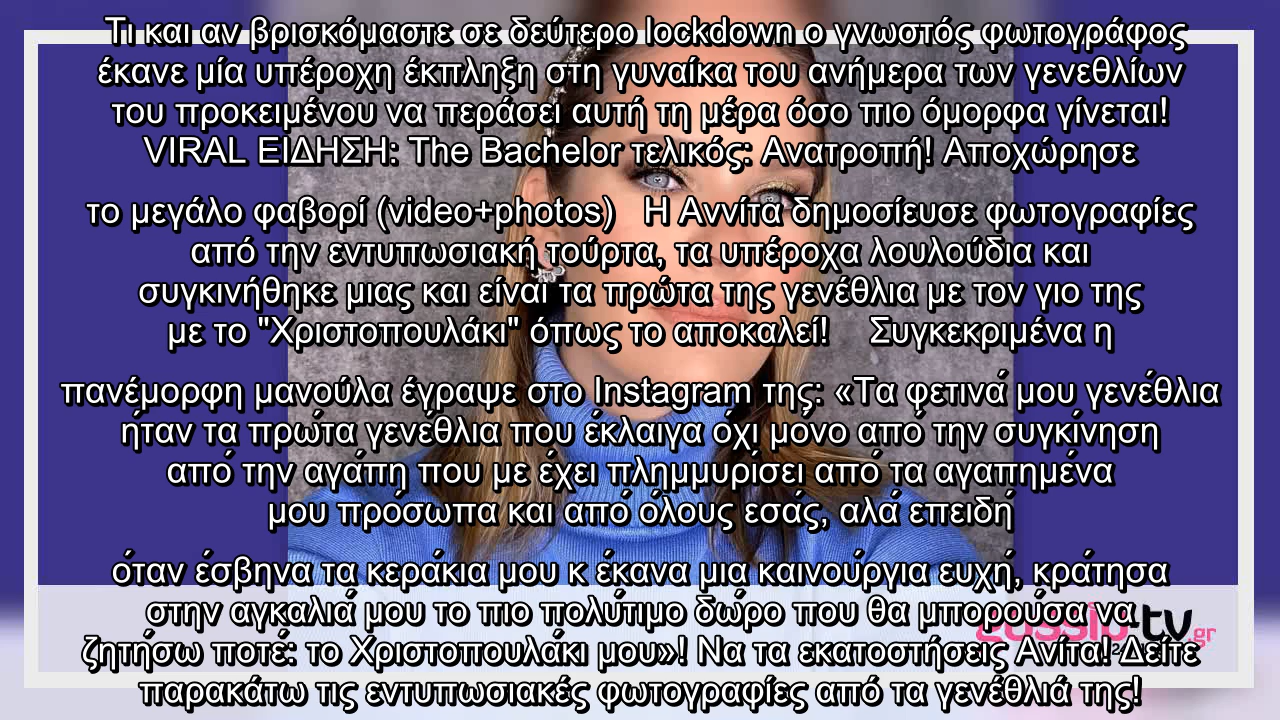 Τι και αν βρισκόμαστε σε δεύτερο lockdown ο γνωστός φωτογράφος
έκανε μία υπέροχη έκπληξη στη γυναίκα του ανήμερα των γενεθλίων
του προκειμένου να περάσει αυτή τη μέρα όσο πιο όμορφα γίνεται!
VIRAL ΕΙΔΗΣΗ: The Bachelor τελικός: Ανατροπή! Αποχώρησε
το μεγάλο φαβορί (video+photos) Η Αννίτα δημοσίευσε φωτογραφίες
από την εντυπωσιακή τούρτα, τα υπέροχα λουλούδια και
συγκινήθηκε μιας και είναι τα πρώτα της γενέθλια με τον γιο της
με το "Χριστοπουλάκι" όπως το αποκαλεί! Συγκεκριμένα η
πανέμορφη μανούλα έγραψε στο Instagram της: «Τα φετινά μου γενέθλια
ήταν τα πρώτα γενέθλια που έκλαιγα όχι μόνο από την συγκίνηση
από την αγάπη που με έχει πλημμυρίσει από τα αγαπημένα
μου πρόσωπα και από όλους εσάς, αλά επειδή
όταν έσβηνα τα κεράκια μου κ έκανα μια καινούργια ευχή, κράτησα
στην αγκαλιά μου το πιο πολύτιμο δώρο που θα μπορούσα να
ζητήσω ποτέ: το Χριστοπουλάκι μου»! Να τα εκατοστήσεις Ανίτα! Δείτε
παρακάτω τις εντυπωσιακές φωτογραφίες από τα γενέθλιά της!
gossip-tv.gr